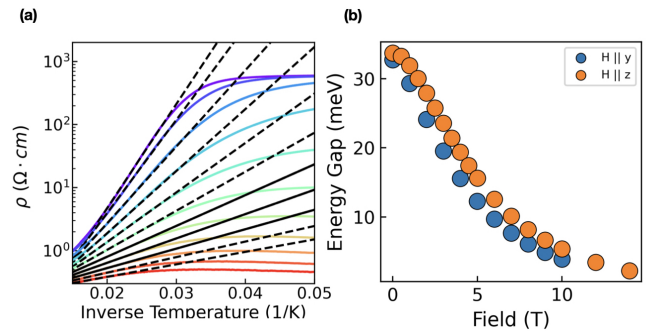 (a)
10³
10²
10¹
10⁰
ρ (Ω · cm)
0.02
0.03
0.04
0.05
Inverse Temperature (1/K)
(b)
H || y
H || z
30
20
10
Energy Gap (meV)
0
5
10
Field (T)